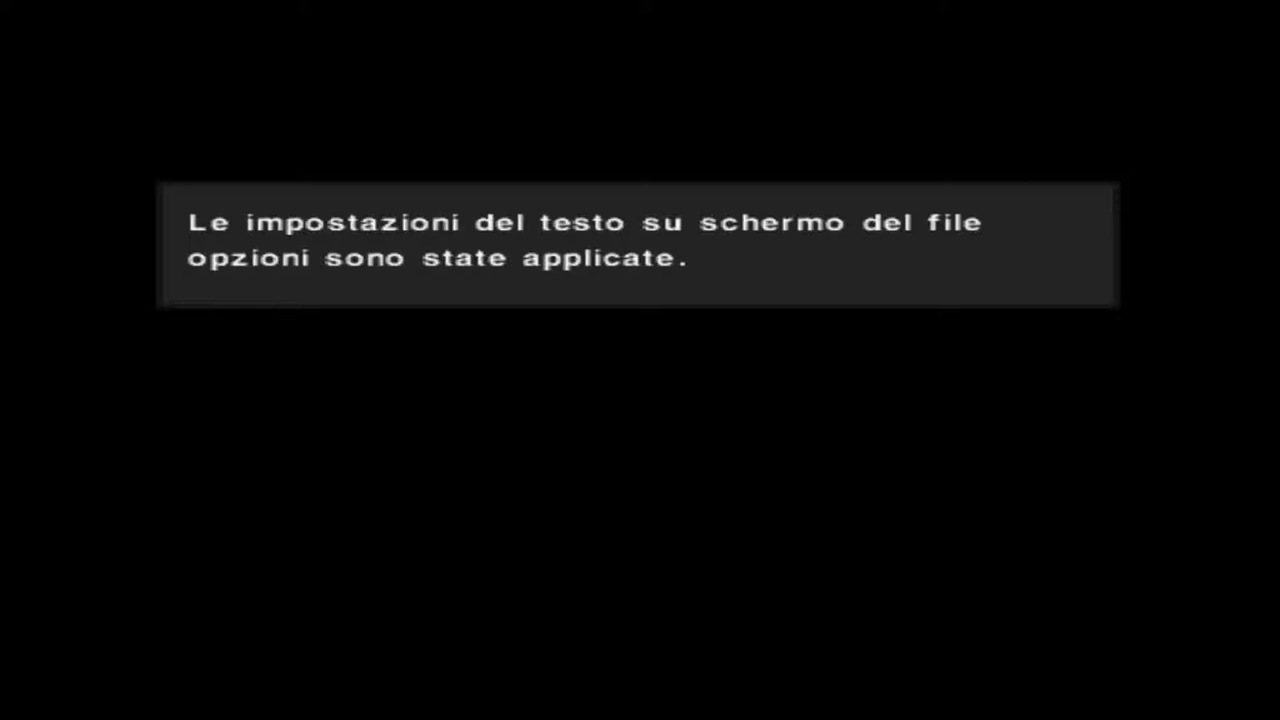 Le impostazioni del testo su schermo del file
opzioni sono state applicate.